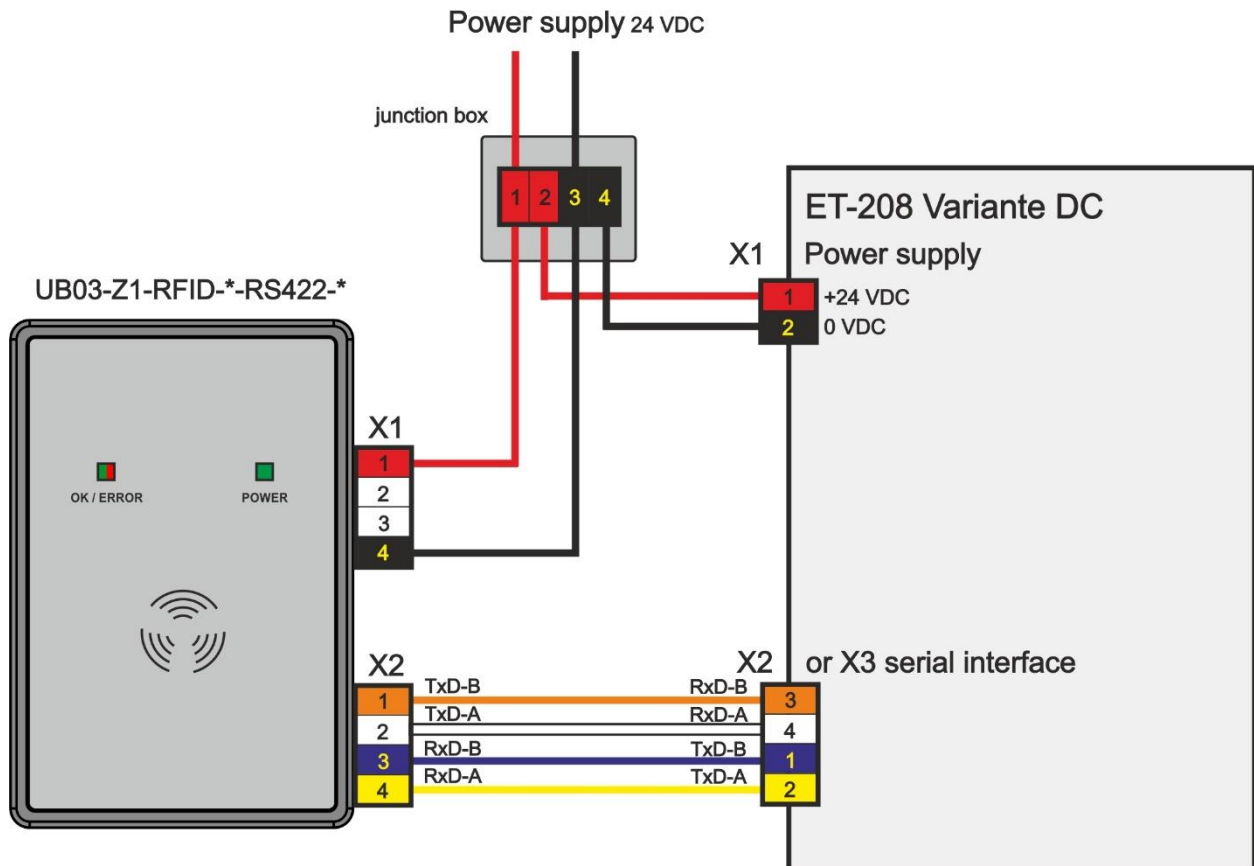 Power supply 24 VDC
junction box
1 2 3 4
ET-208 Variante DC
X1 Power supply
1 +24 VDC
2 0 VDC
UB03-Z1-RFID-*-RS422-*
OK / ERROR
POWER
X1
1
2
3
4
X2
X2 or X3 serial interface
1 TxD-B RxD-B 3
2 TxD-A RxD-A 4
3 RxD-B TxD-B 1
4 RxD-A TxD-A 2